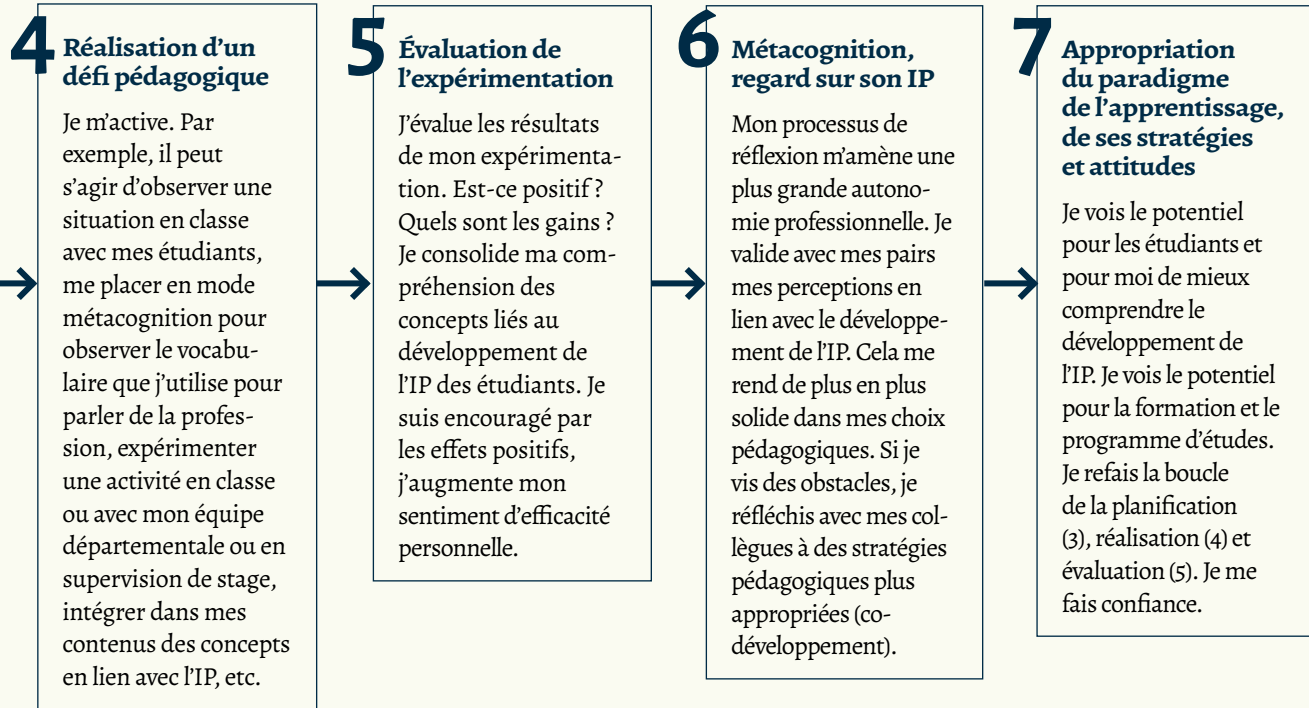 4
Réalisation d’un
défi pédagogique
Je m’active. Par
exemple, il peut
s’agir d’observer une
situation en classe
avec mes étudiants,
me placer en mode
métacognition pour
observer le vocabu-
laire que j’utilise pour
parler de la profes-
sion, expérimenter
une activité en classe
ou avec mon équipe
départementale ou en
supervision de stage,
intégrer dans mes
contenus des concepts
en lien avec l’IP, etc.
5
Évaluation de
l’expérimentation
J’évalue les résultats
de mon expérimenta-
tion. Est-ce positif ?
Quels sont les gains ?
Je consolide ma com-
préhension des
concepts liés au
développement de
l’IP des étudiants. Je
suis encouragé par
les effets positifs,
j’augmente mon
sentiment d’efficacité
personnelle.
6
Métacognition,
regard sur son IP
Mon processus de
réflexion m’amène une
plus grande autono-
mie professionnelle. Je
valide avec mes pairs
mes perceptions en
lien avec le développe-
ment de l’IP. Cela me
rend de plus en plus
solide dans mes choix
pédagogiques. Si je
vis des obstacles, je
réfléchis avec mes col-
lègues à des stratégies
pédagogiques plus
appropriées (co-
développement).
7
Appropriation
du paradigme
de l’apprentissage,
de ses stratégies
et attitudes
Je vois le potentiel
pour les étudiants et
pour moi de mieux
comprendre le
développement de
l’IP. Je vois le potentiel
pour la formation et le
programme d’études.
Je refais la boucle
de la planification
(3), réalisation (4) et
évaluation (5). Je me
fais confiance.